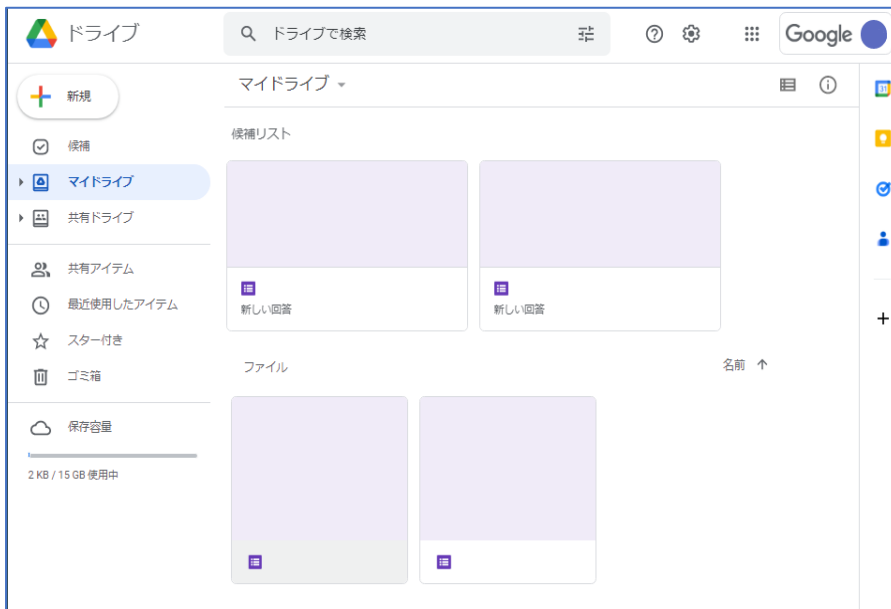 ドライブ
ドライブで検索
Google
新規
マイドライブ
候補
マイドライブ
共有ドライブ
共有アイテム
最近使用したアイテム
スター付き
ゴミ箱
保存容量
2 KB / 15 GB 使用中
候補リスト
新しい回答
新しい回答
ファイル
名前
31